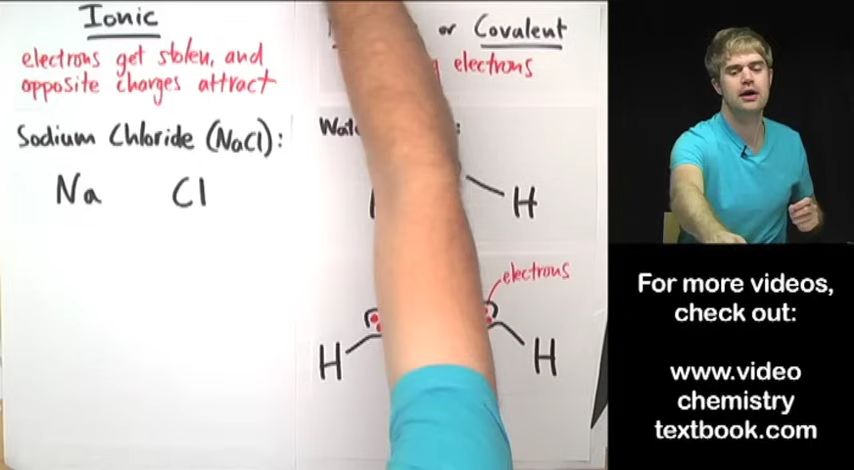 Ionic
electrons get stolen, and
opposite charges attract
Sodium Chloride (NaCl):
Na Cl
or Covalent
electrons
H
electrons
H H
For more videos,
check out:
www.video
chemistry
textbook.com